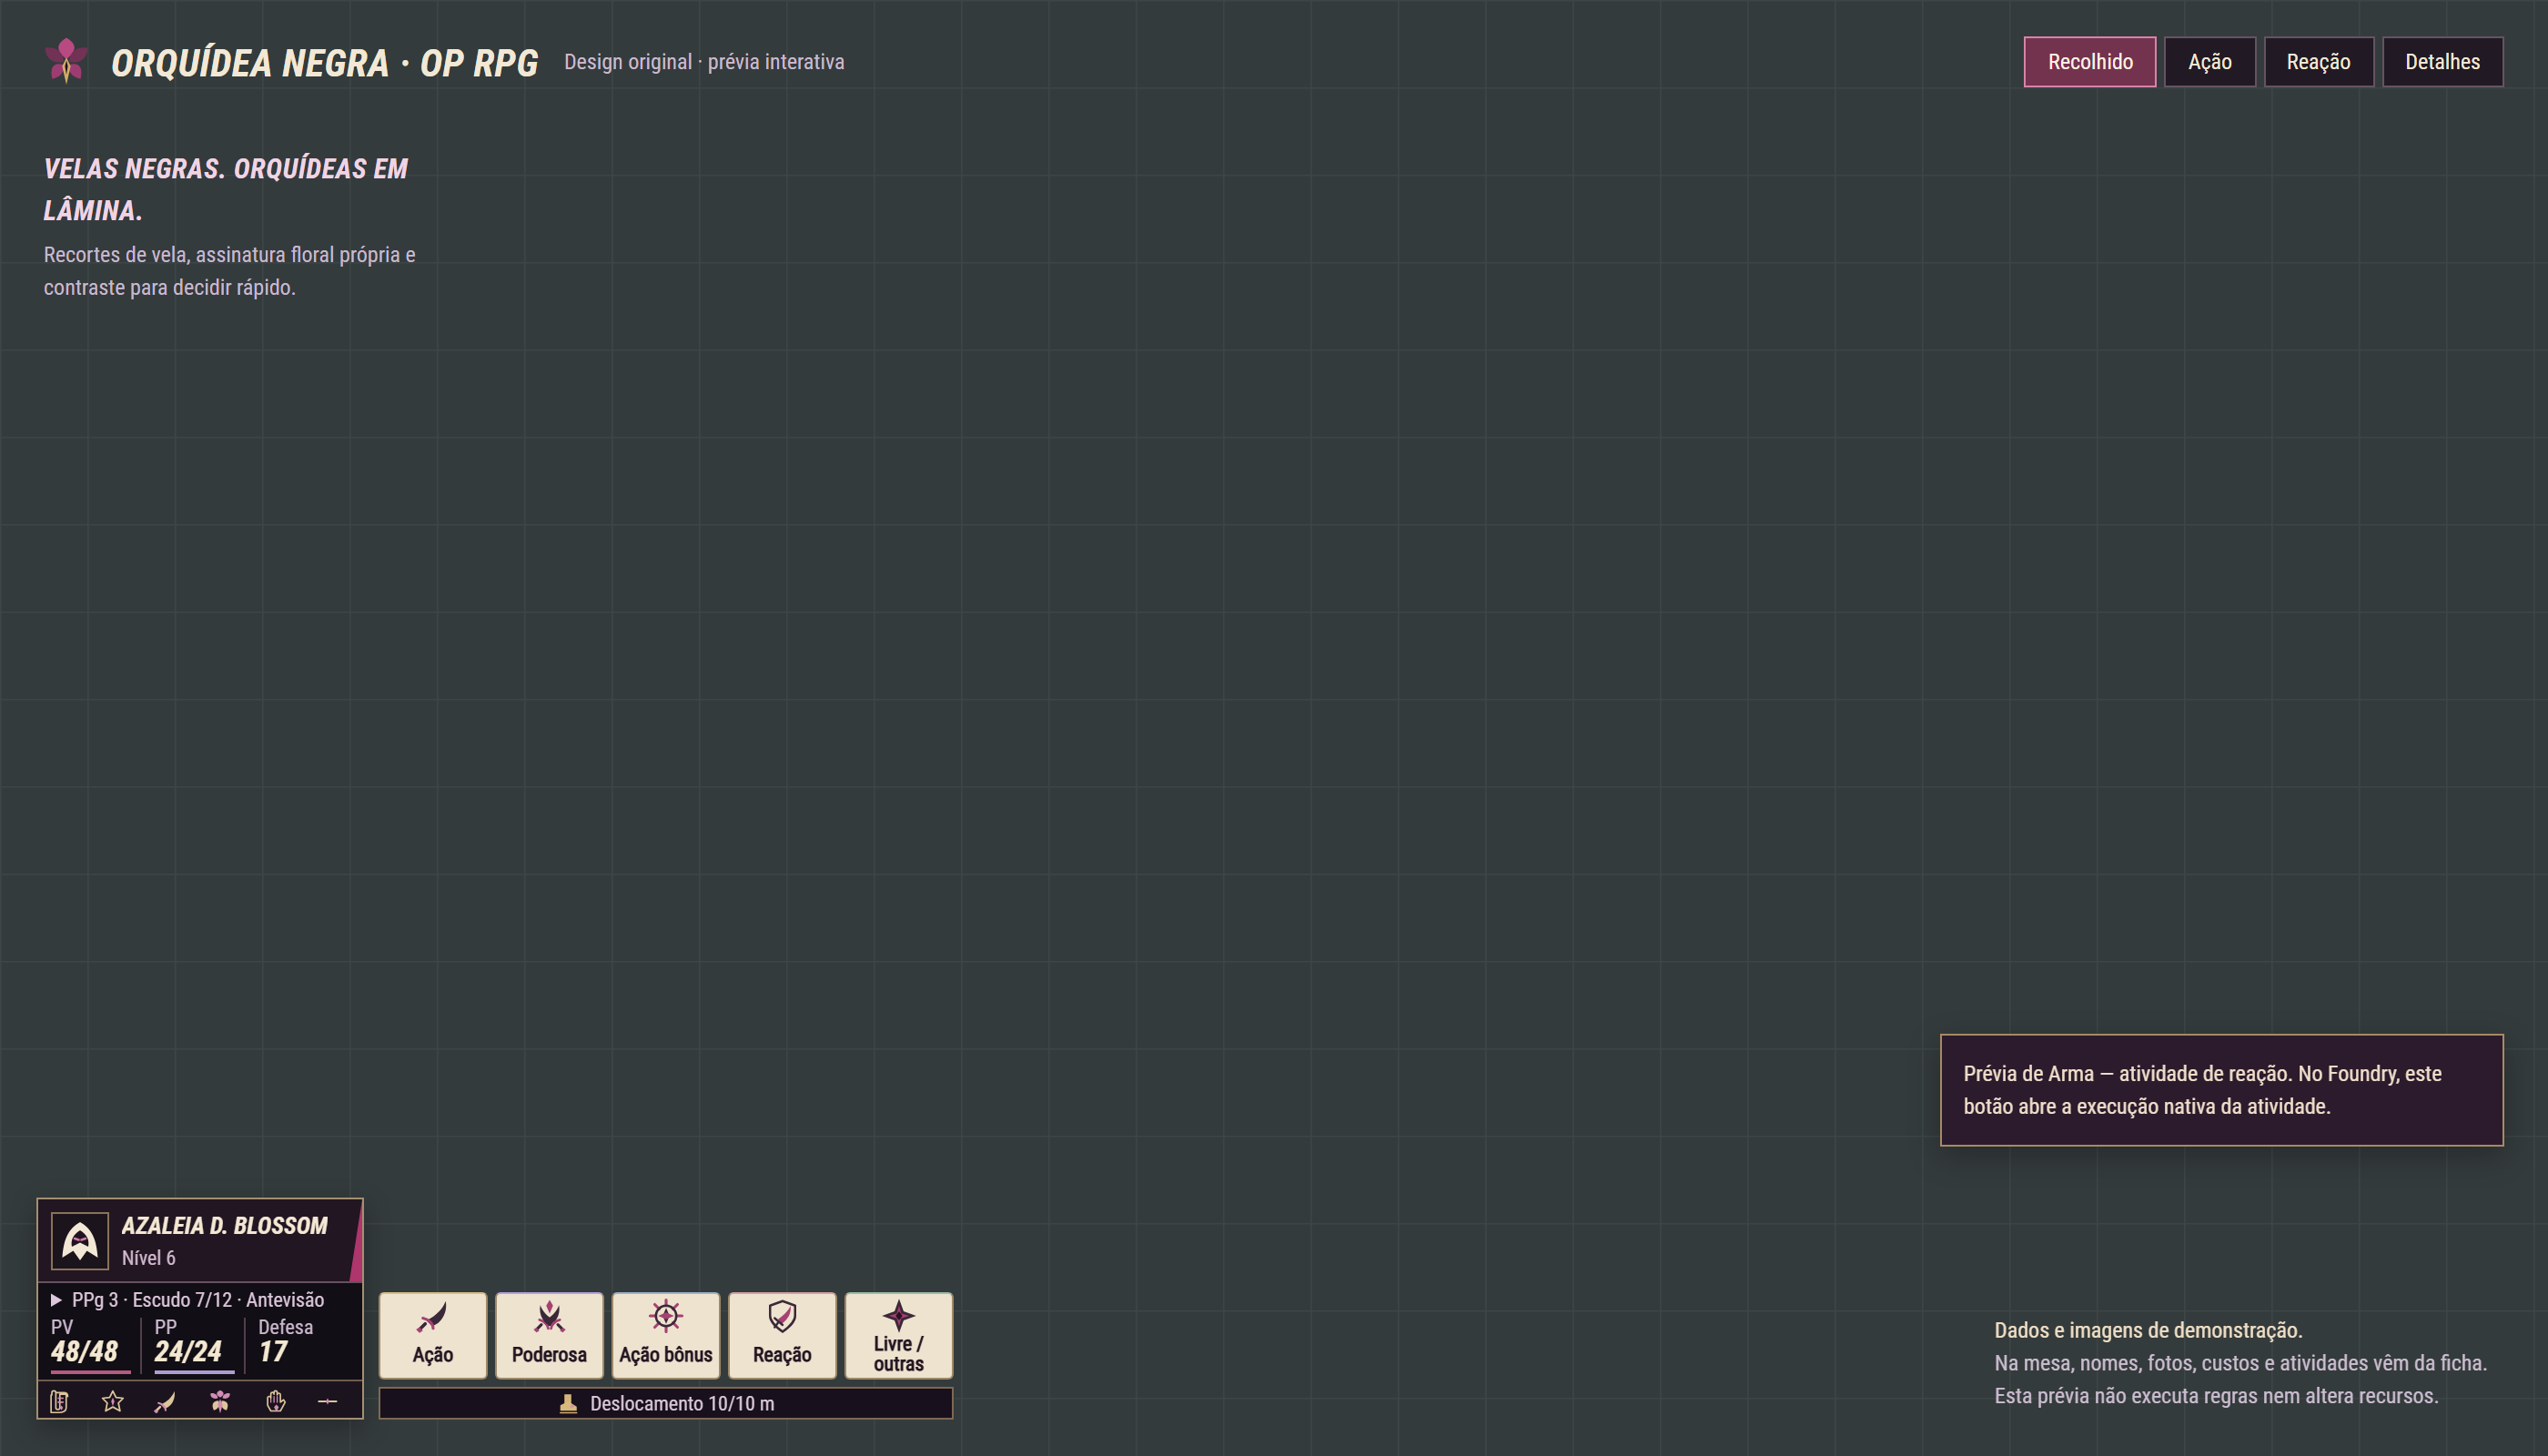 ORQUÍDEA NEGRA · OP RPG
Design original · prévia interativa
Recolhido
Ação
Reação
Detalhes
VELAS NEGRAS. ORQUÍDEAS EM
LÂMINA.
Recortes de vela, assinatura floral própria e
contraste para decidir rápido.
Prévia de Arma — atividade de reação. No Foundry, este
botão abre a execução nativa da atividade.
AZALEIA D. BLOSSOM
Nível 6
PPg 3 · Escudo 7/12 · Antevisão
PV
48/48
PP
24/24
Defesa
17
Ação
Poderosa
Ação bônus
Reação
Livre /
outras
Deslocamento 10/10 m
Dados e imagens de demonstração.
Na mesa, nomes, fotos, custos e atividades vêm da ficha.
Esta prévia não executa regras nem altera recursos.